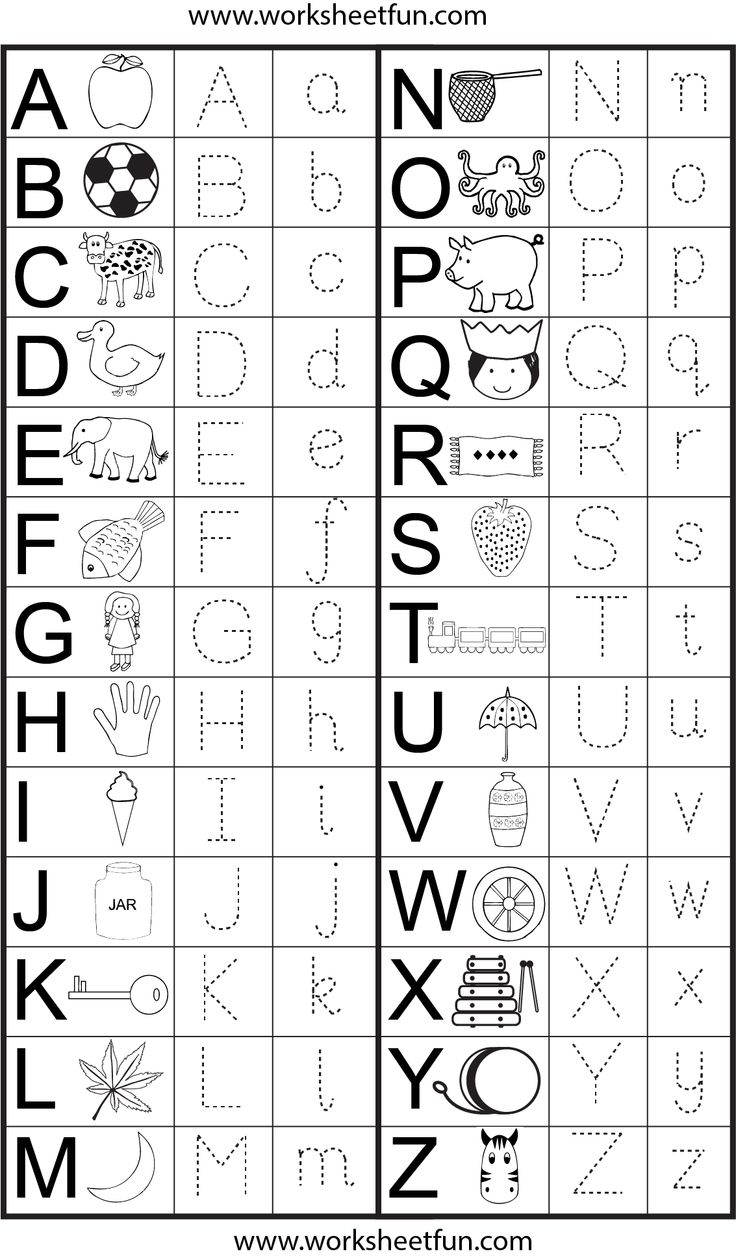 www.worksheetfun.com
A A a
B B b
C C c
D D d
E E e
F F f
G G g
H H h
I I i
J JAR J j
K K k
L L l
M M m
N N n
O O o
P P p
Q Q q
R R r
S S s
T T t
U U u
V V v
W W w
X X x
Y Y y
Z Z z
www.worksheetfun.com